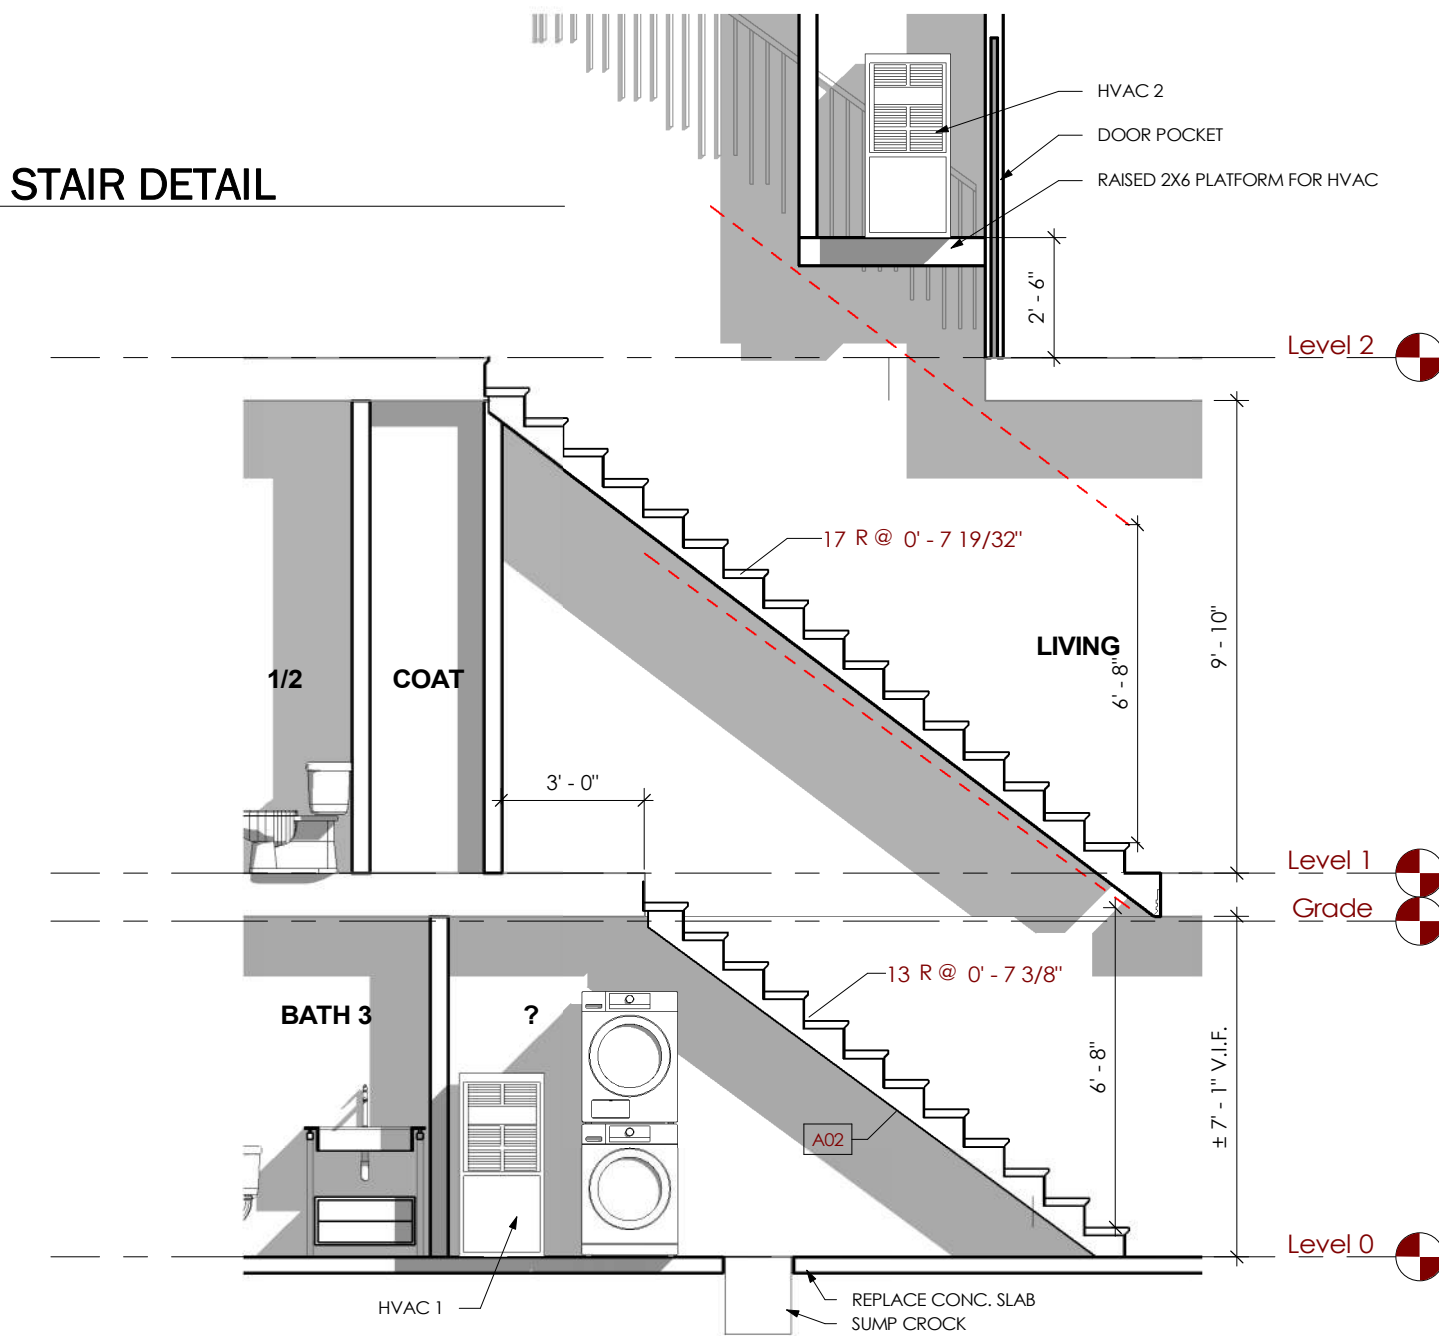 HVAC 2
DOOR POCKET
STAIR DETAIL
RAISED 2X6 PLATFORM FOR HVAC
2' - 6"
Level 2
17 R @ 0' - 7 19/32"
LIVING
6' - 8"
9' - 10"
1/2
COAT
3' - 0"
Level 1
Grade
13 R @ 0' - 7 3/8"
BATH 3
?
6' - 8"
± 7' - 1" V.I.F.
A02
Level 0
HVAC 1
REPLACE CONC. SLAB
SUMP CROCK